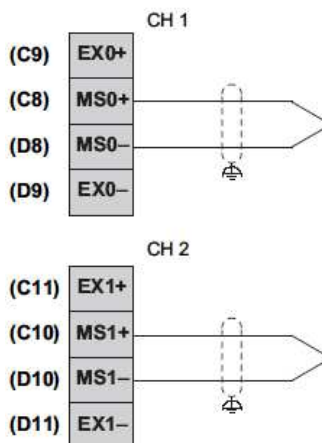 CH 1
(C9) EX0+
(C8) MS0+
(D8) MS0–
(D9) EX0–
CH 2
(C11) EX1+
(C10) MS1+
(D10) MS1–
(D11) EX1–